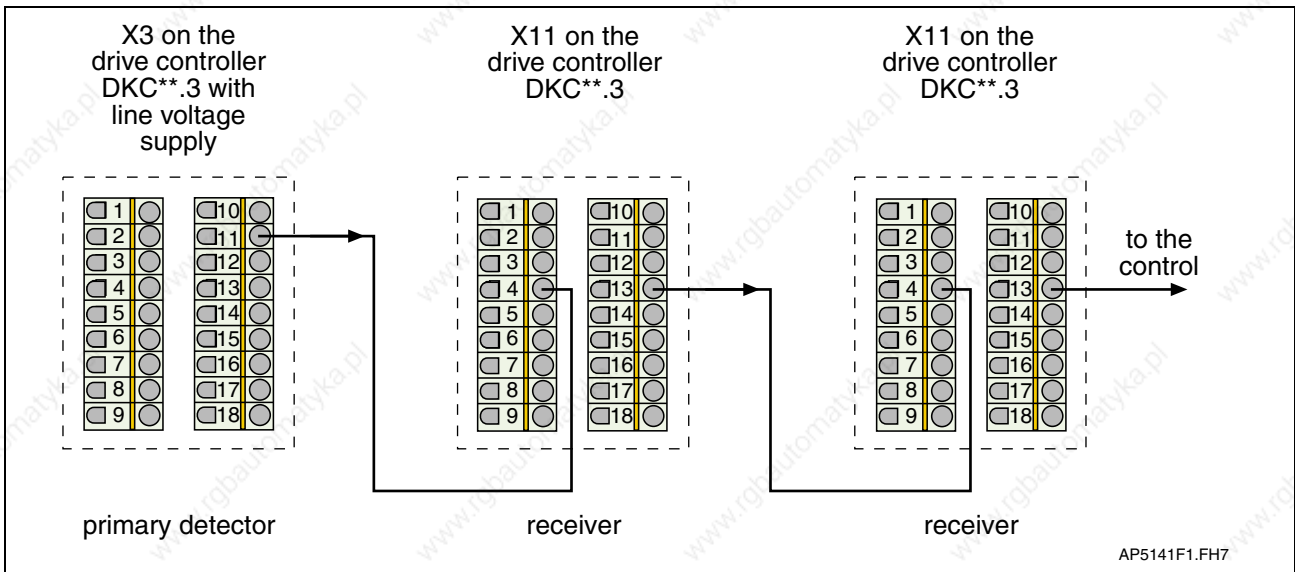 X3 on the
drive controller
DKC**.3 with
line voltage
supply
X11 on the
drive controller
DKC**.3
X11 on the
drive controller
DKC**.3
1 10
2 11
3 12
4 13
5 14
6 15
7 16
8 17
9 18
1 10
2 11
3 12
4 13
5 14
6 15
7 16
8 17
9 18
1 10
2 11
3 12
4 13
5 14
6 15
7 16
8 17
9 18
to the
control
primary detector
receiver
receiver
AP5141F1.FH7
www.rgbautomatyka.pl